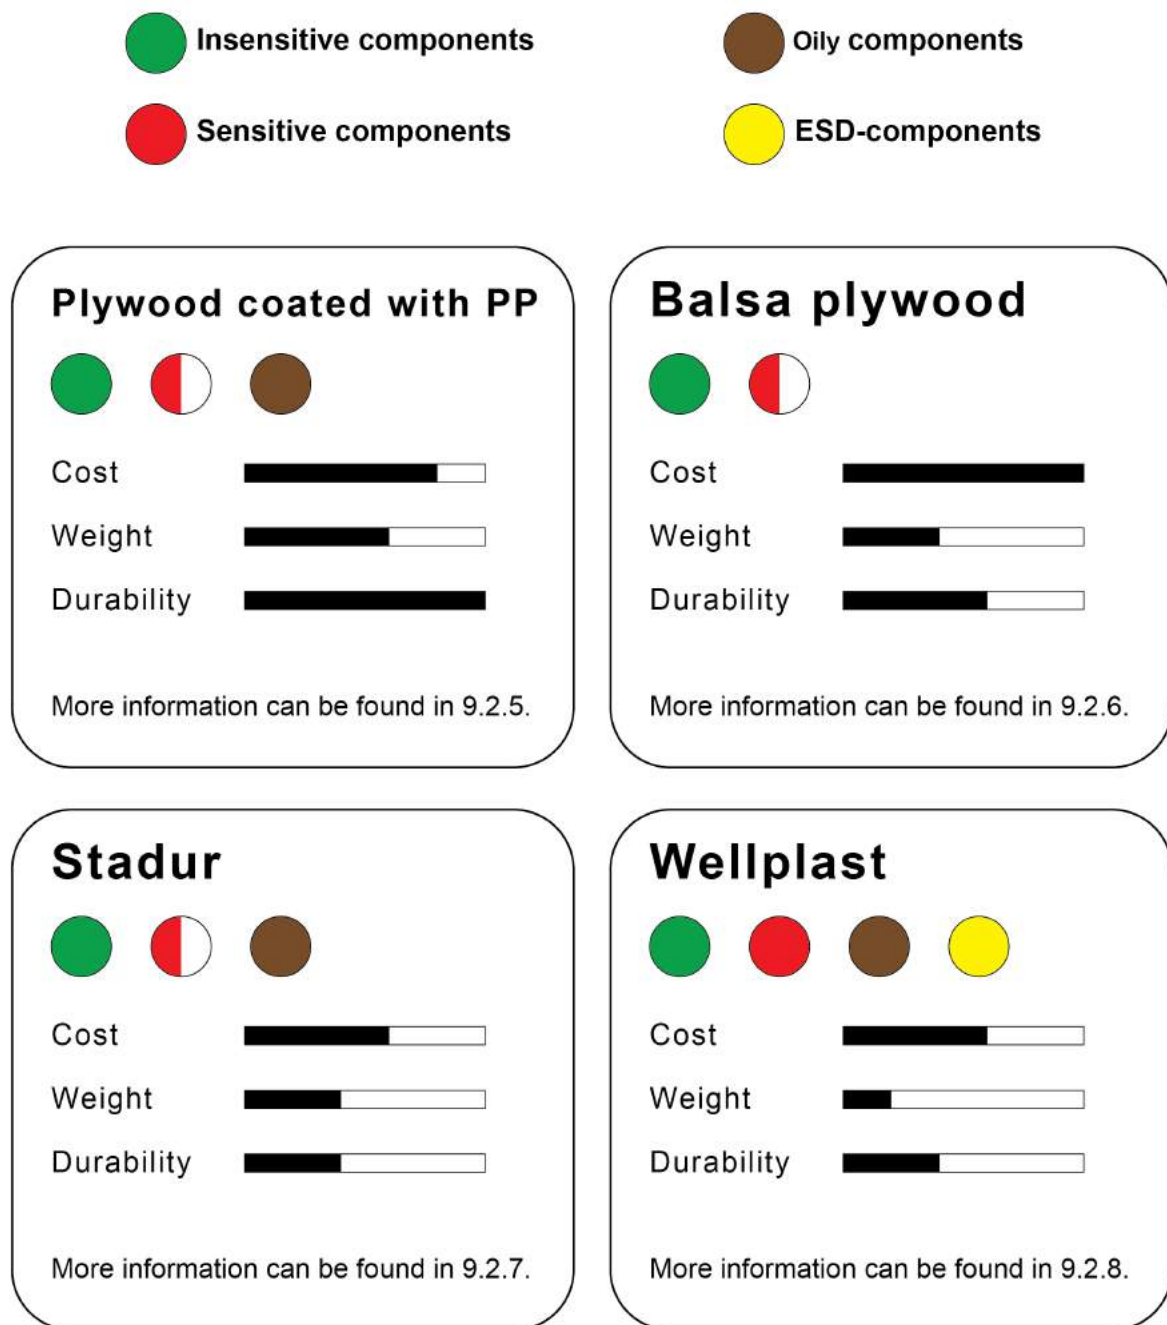 Insensitive components
Oily components
Sensitive components
ESD-components
Plywood coated with PP
Cost
Weight
Durability
More information can be found in 9.2.5.
Balsa plywood
Cost
Weight
Durability
More information can be found in 9.2.6.
Stadur
Cost
Weight
Durability
More information can be found in 9.2.7.
Wellplast
Cost
Weight
Durability
More information can be found in 9.2.8.